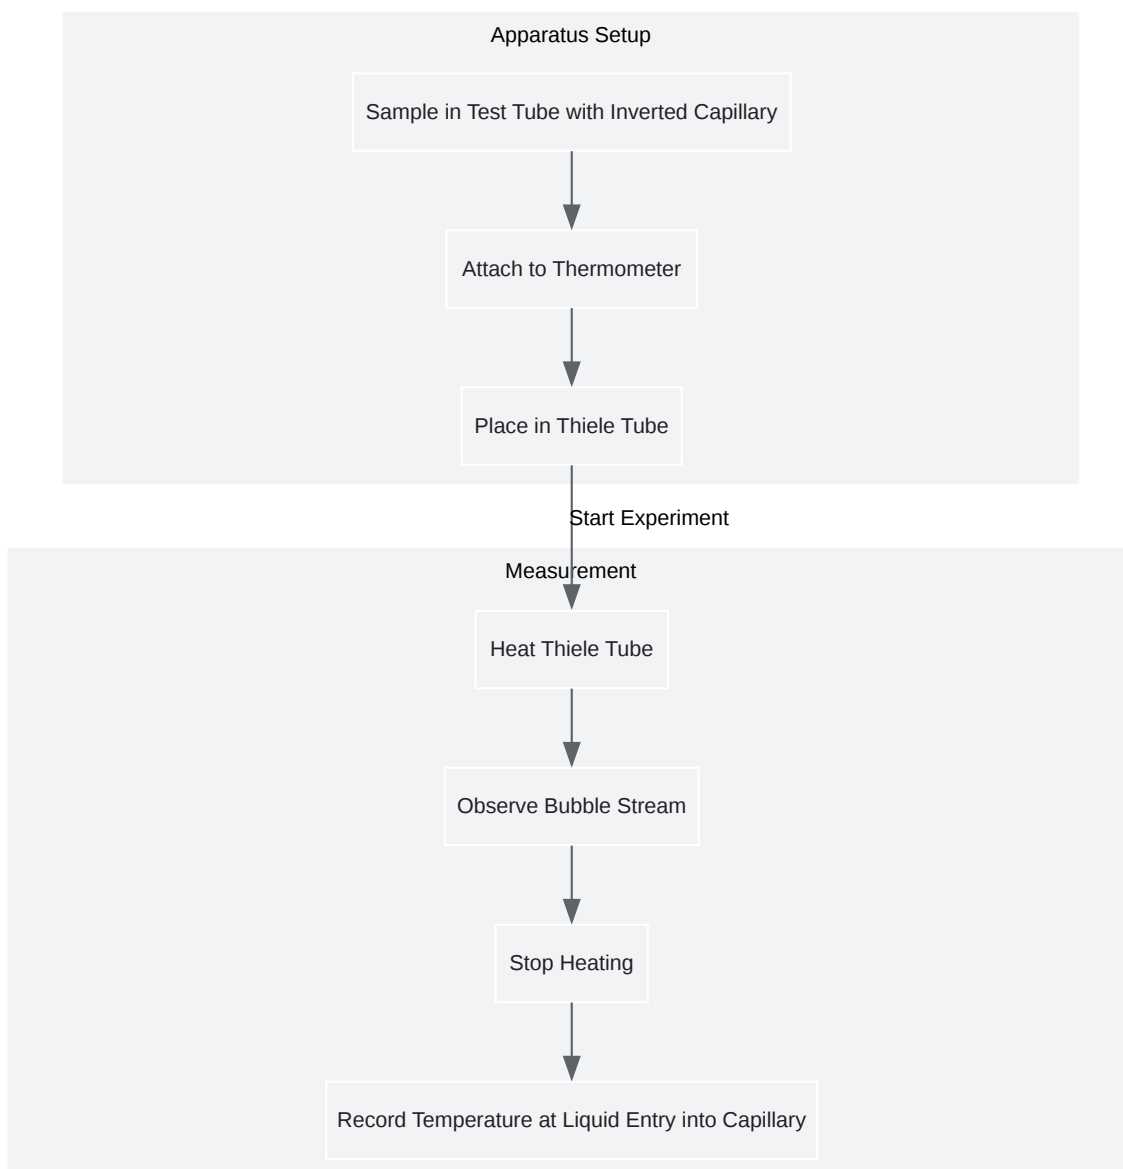 Apparatus Setup
Sample in Test Tube with Inverted Capillary
Attach to Thermometer
Place in Thiele Tube
Start Experiment
Measurement
Heat Thiele Tube
Observe Bubble Stream
Stop Heating
Record Temperature at Liquid Entry into Capillary